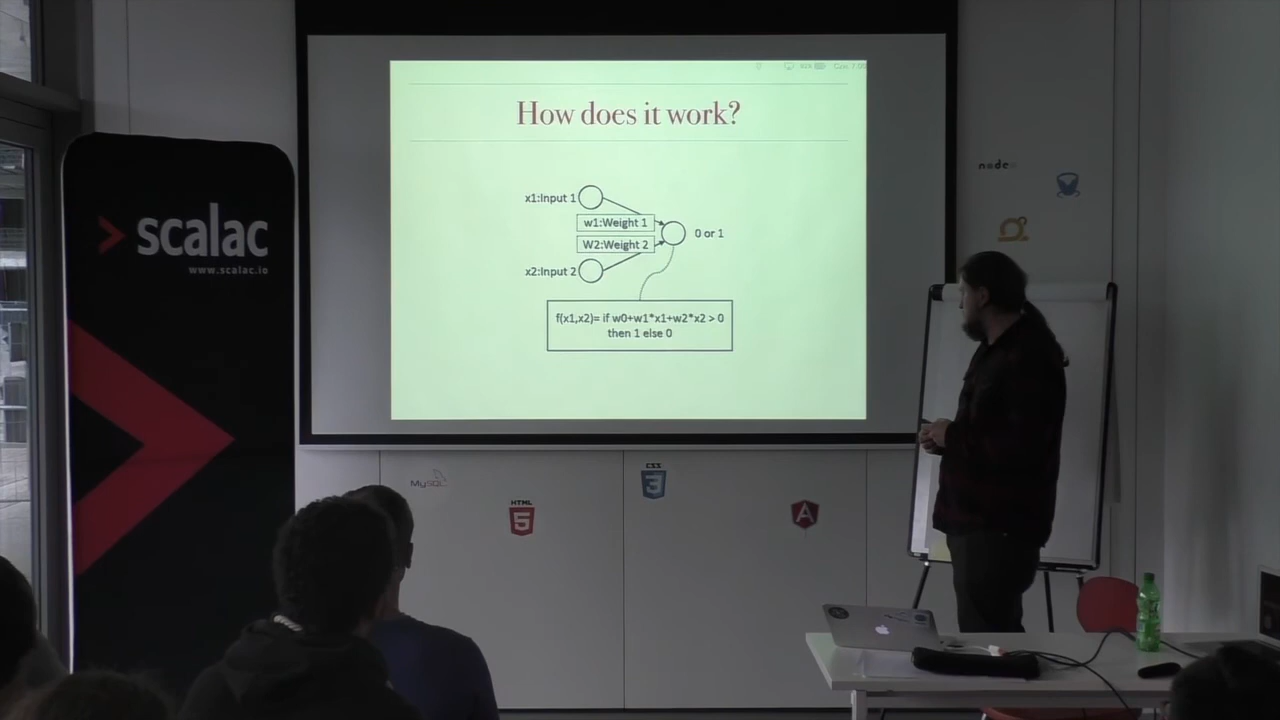 How does it work?
x1:Input 1
w1:Weight 1
W2:Weight 2
0 or 1
x2:Input 2
f(x1,x2)= if w0+w1*x1+w2*x2 > 0
then 1 else 0
scalac
www.scalac.io
node
MySQL
HTML
5
CSS
3
A